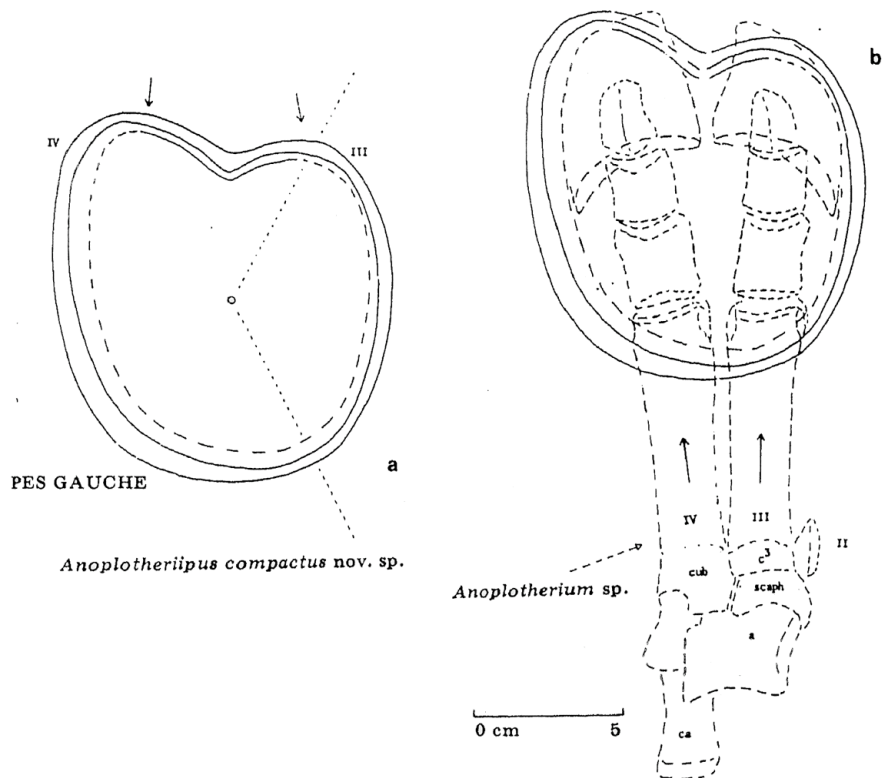 IV
III
a
PES GAUCHE
Anoplotheriipus compactus nov. sp.
b
IV
III
II
c3
cub
scaph
Anoplotherium sp.
a
ca
0 cm 5